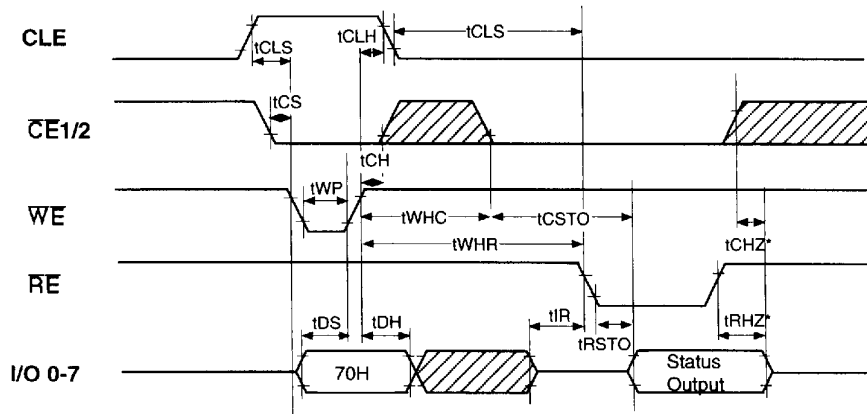 CLE
tCLS
tCLH
tCLS
CE1/2
tCS
tCH
WE
tWP
tWHC
tCSTO
tWHR
tCHZ*
RE
tDS
tDH
tIR
tRSTO
tRHZ*
I/O 0-7
70H
Status
Output